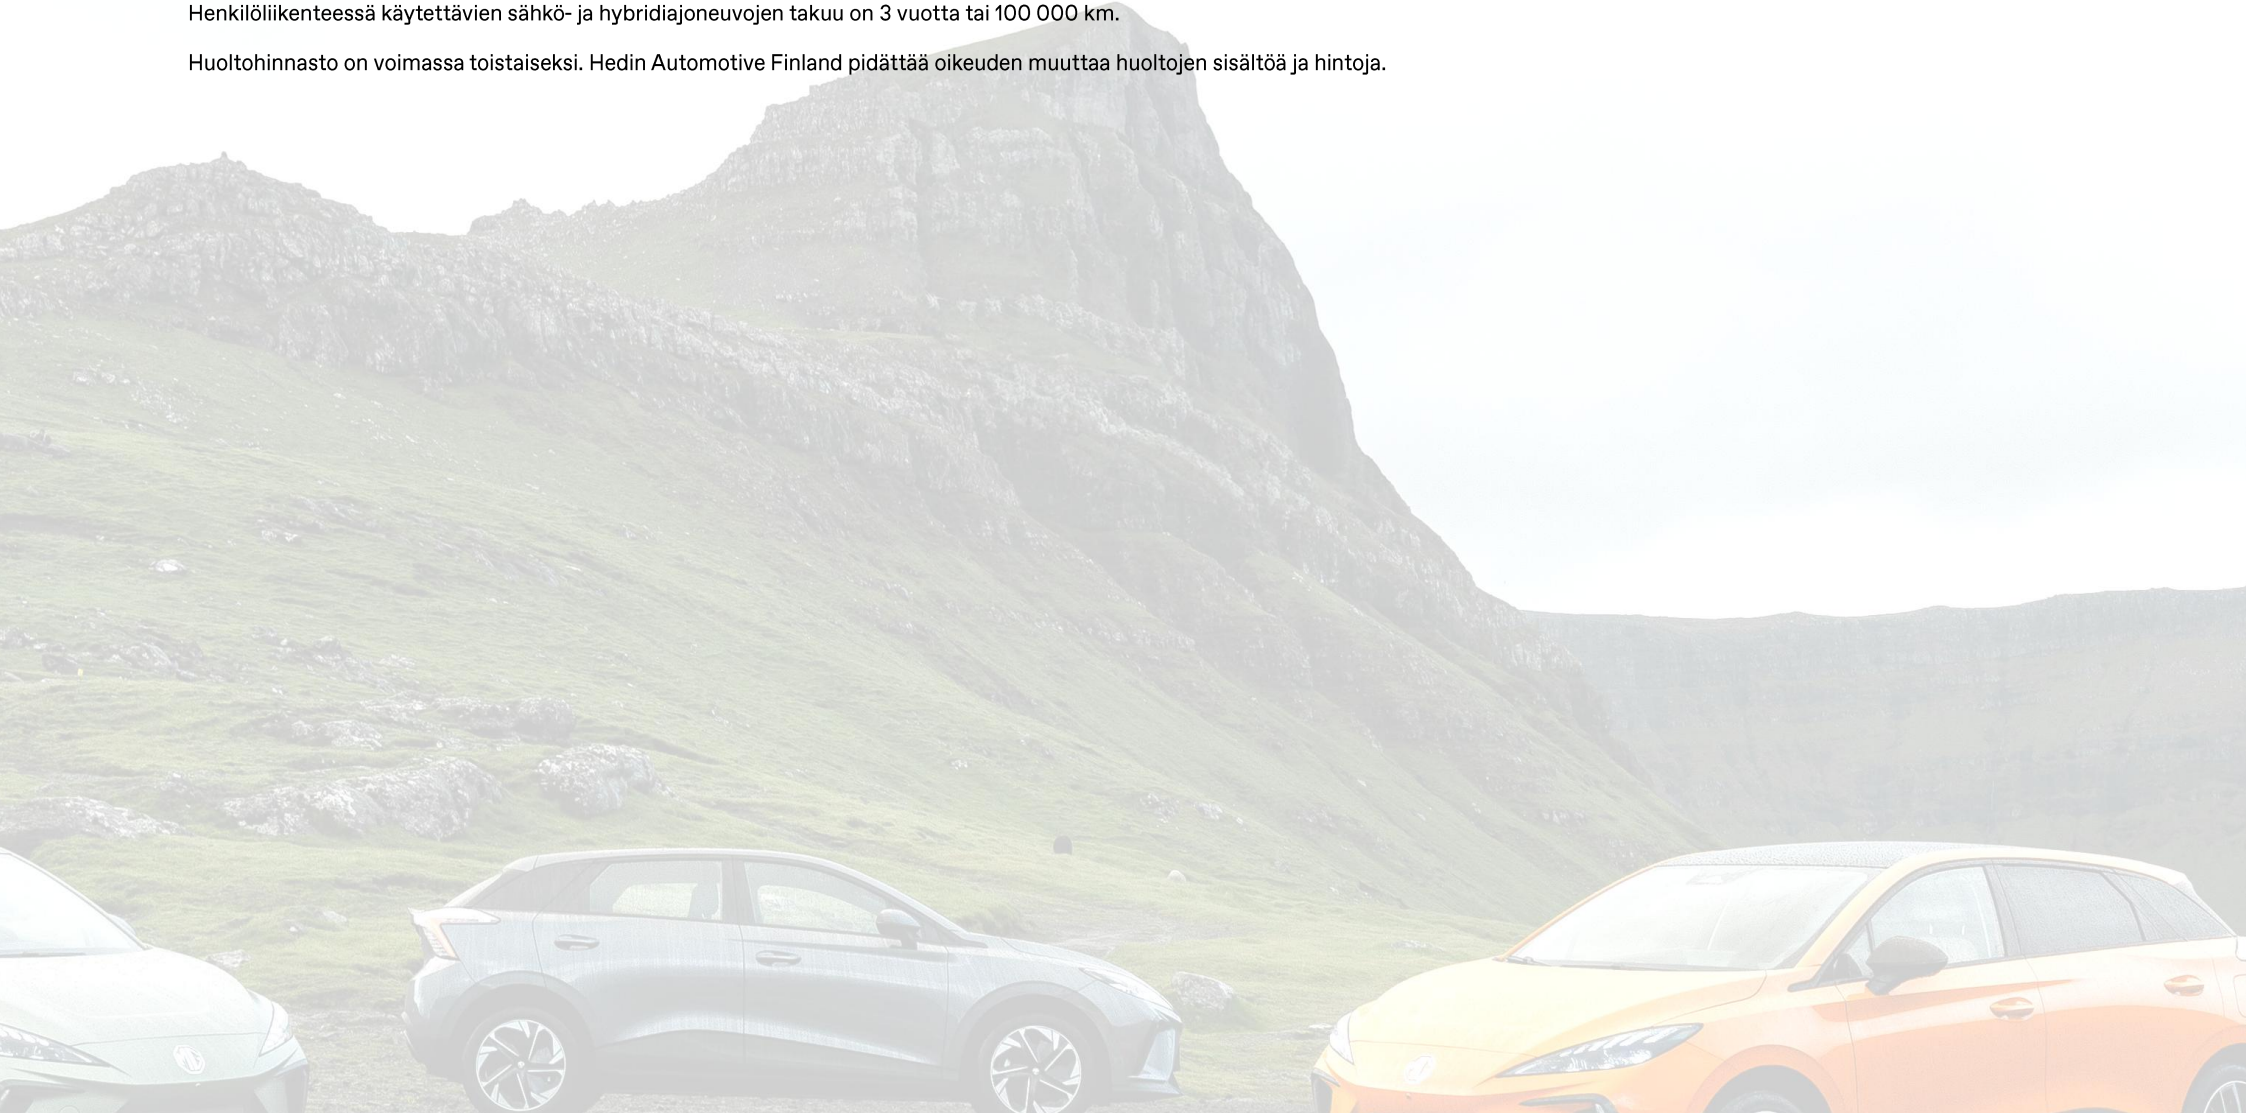 Henkilöliikenteessä käytettävien sähkö- ja hybridiajoneuvojen takuu on 3 vuotta tai 100 000 km.
Huoltohinnasto on voimassa toistaiseksi. Hedin Automotive Finland pidättää oikeuden muuttaa huoltojen sisältöä ja hintoja.